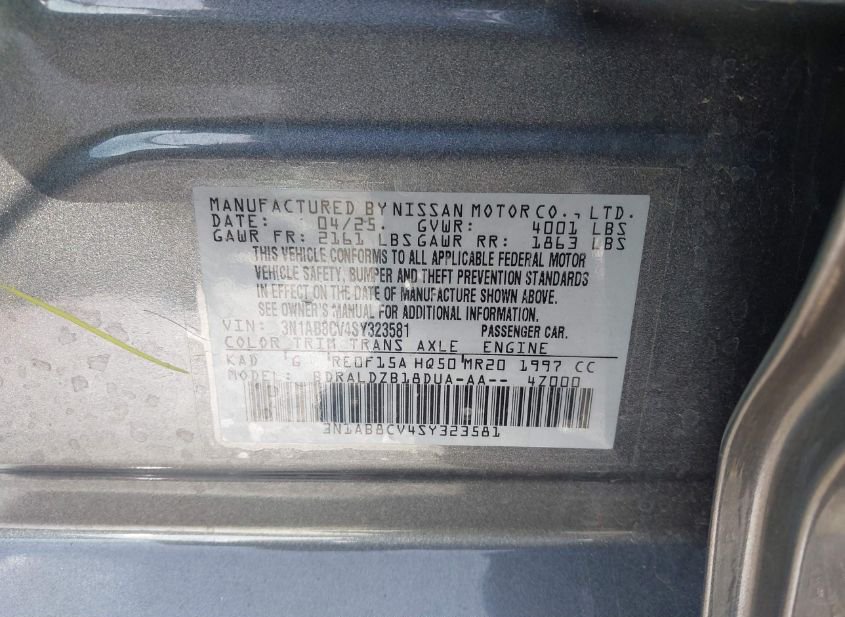 MANUFACTURED BY NISSAN MOTOR CO., LTD.
DATE: 04/25. GVWR: 4001 LBS
GAWR FR: 2161 LBS GAWR RR: 1863 LBS
THIS VEHICLE CONFORMS TO ALL APPLICABLE FEDERAL MOTOR
VEHICLE SAFETY, BUMPER AND THEFT PREVENTION STANDARDS
IN EFFECT ON THE DATE OF MANUFACTURE SHOWN ABOVE.
SEE OWNER'S MANUAL FOR ADDITIONAL INFORMATION.
VIN: 3N1AB8CV4SY323581 PASSENGER CAR.
COLOR TRIM TRANS AXLE ENGINE
KAD G RE0F15A HQ50 MR20 1997 CC
MODEL: BDRALDZB18DUA-AA-- 4Z000
3N1AB8CV4SY323581